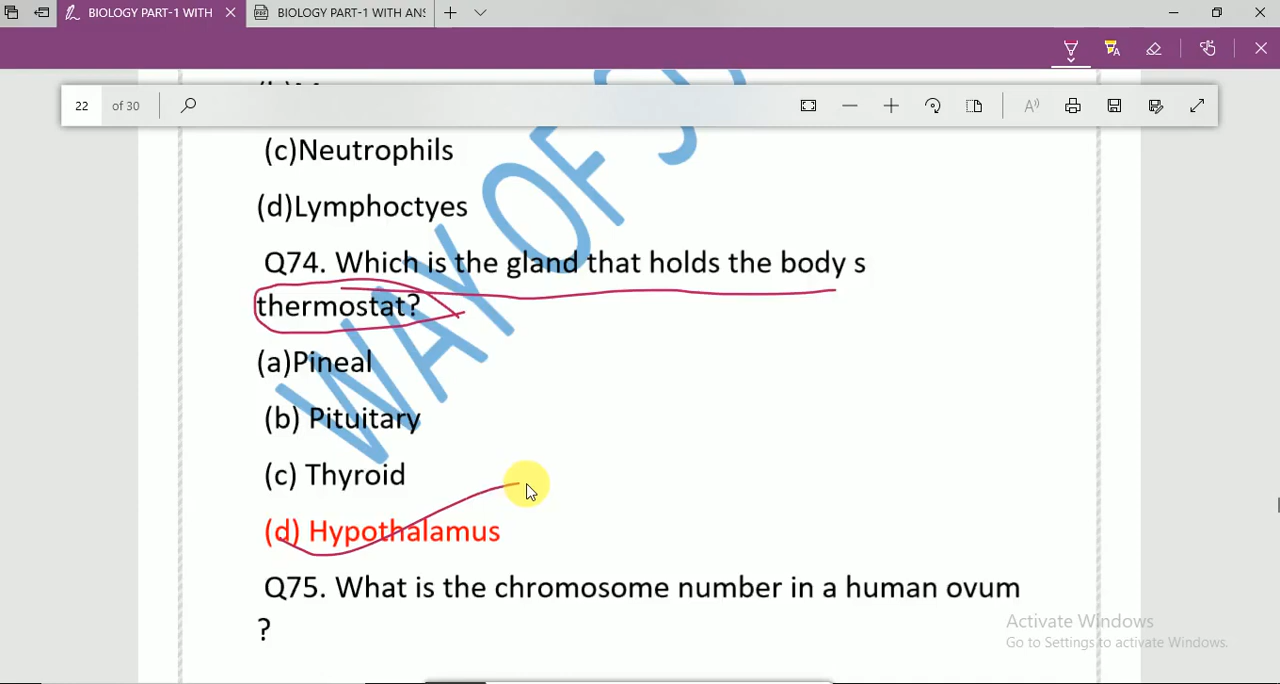 BIOLOGY PART-1 WITH
BIOLOGY PART-1 WITH ANS
22 of 30
(c)Neutrophils
(d)Lymphoctyes
Q74. Which is the gland that holds the body s
thermostat?
(a)Pineal
(b) Pituitary
(c) Thyroid
(d) Hypothalamus
Q75. What is the chromosome number in a human ovum
?
WAY OF
Activate Windows
Go to Settings to activate Windows.